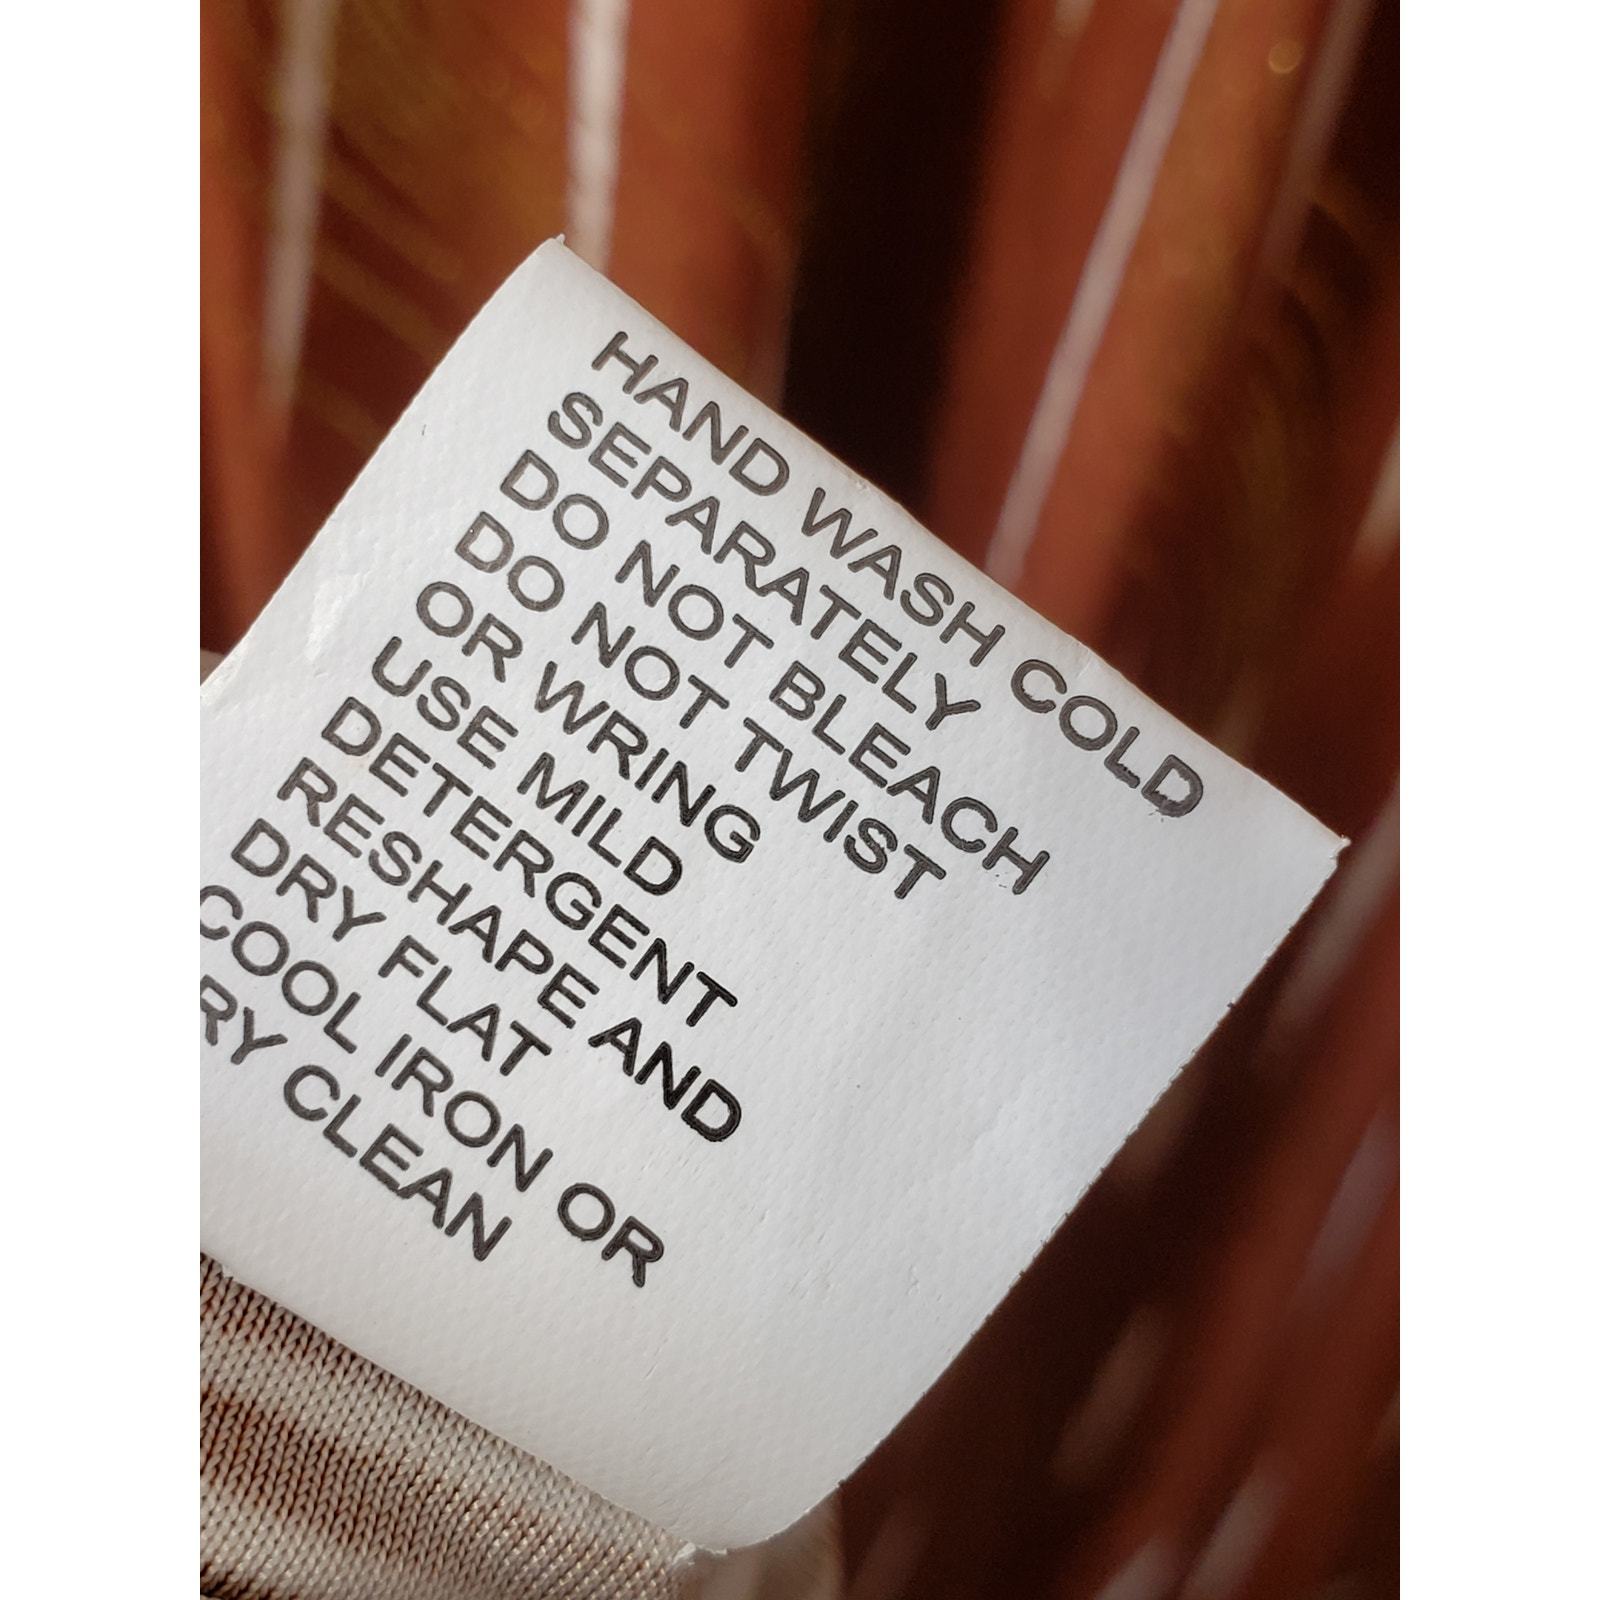 HAND WASH COLD
SEPARATELY
DO NOT BLEACH
DO NOT TWIST
OR WRING
USE MILD
DETERGENT
RESHAPE AND
DRY FLAT
COOL IRON OR
RY CLEAN